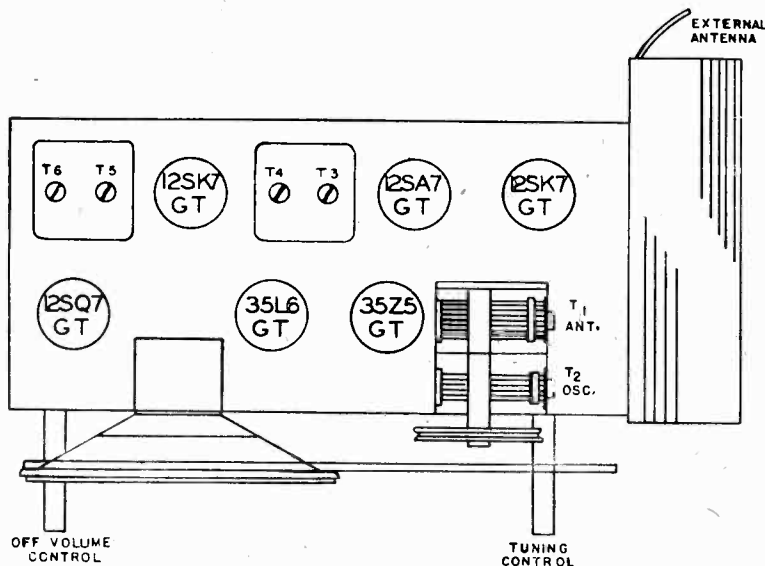 EXTERNAL
ANTENNA
T6
T5
12SK7
GT
T4
T3
12SA7
GT
12SK7
GT
12SQ7
GT
35L6
GT
35Z5
GT
T1
ANT.
T2
OSC.
OFF VOLUME
CONTROL
TUNING
CONTROL